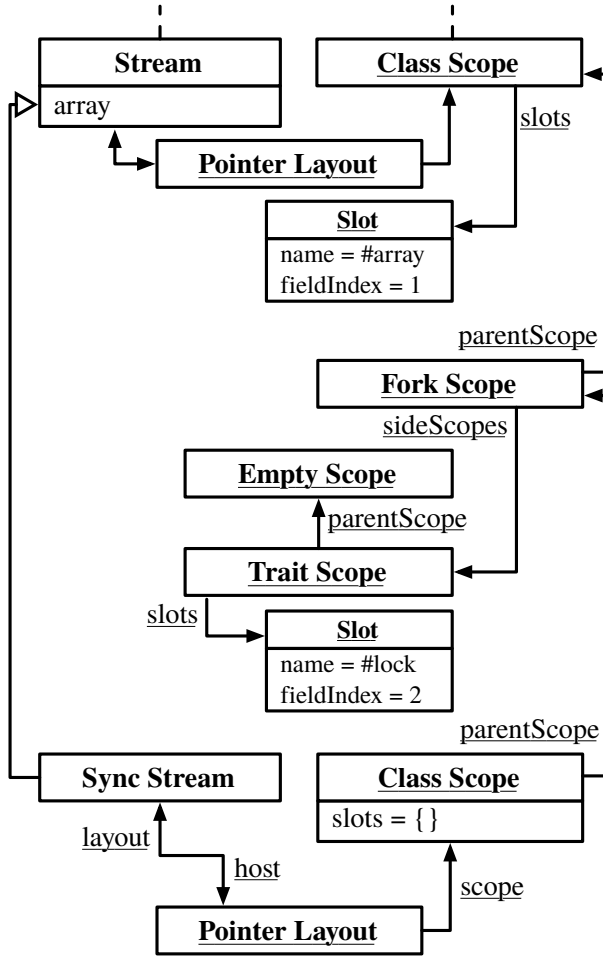 Stream
array
Class Scope
slots
Pointer Layout
Slot
name = #array
fieldIndex = 1
parentScope
Fork Scope
sideScopes
Empty Scope
parentScope
Trait Scope
slots
Slot
name = #lock
fieldIndex = 2
parentScope
Sync Stream
Class Scope
slots = {}
layout
host
scope
Pointer Layout